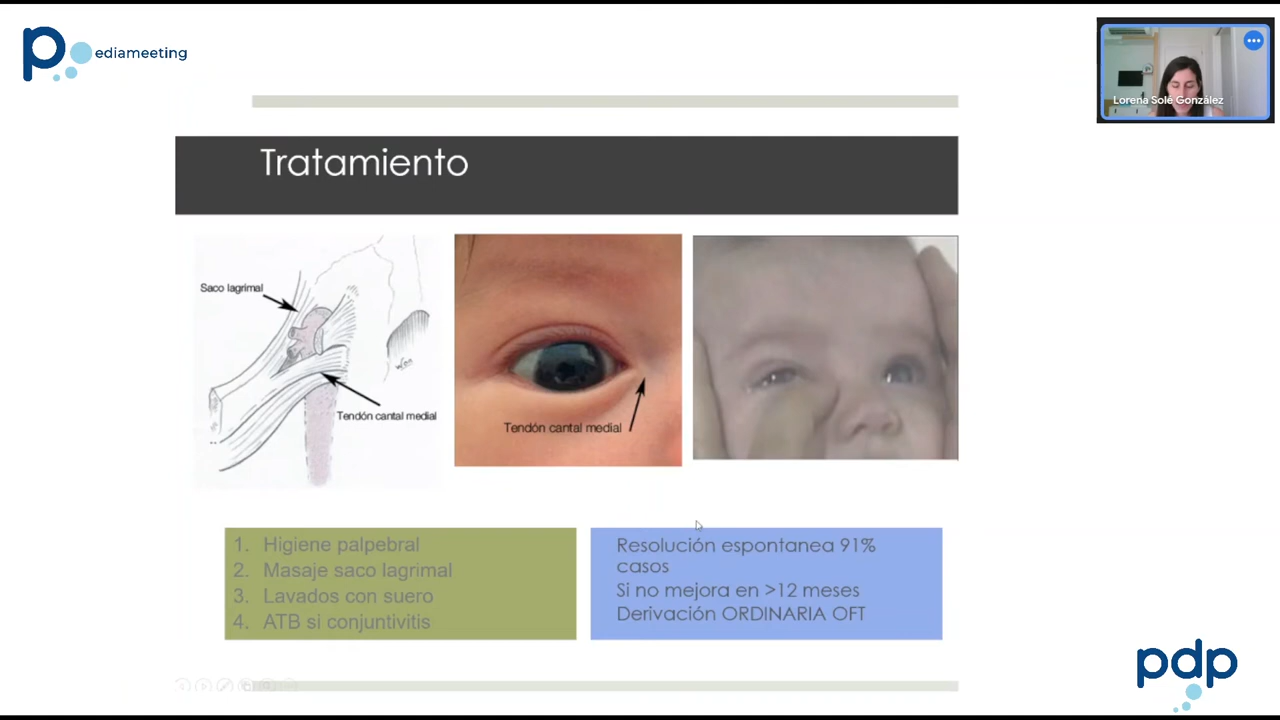 pediameeting
Lorena Solé González
Tratamiento
Saco lagrimal
Tendón cantal medial
Tendón cantal medial
1. Higiene palpebral
2. Masaje saco lagrimal
3. Lavados con suero
4. ATB si conjuntivitis
Resolución espontanea 91%
casos
Si no mejora en >12 meses
Derivación ORDINARIA OFT
pdp